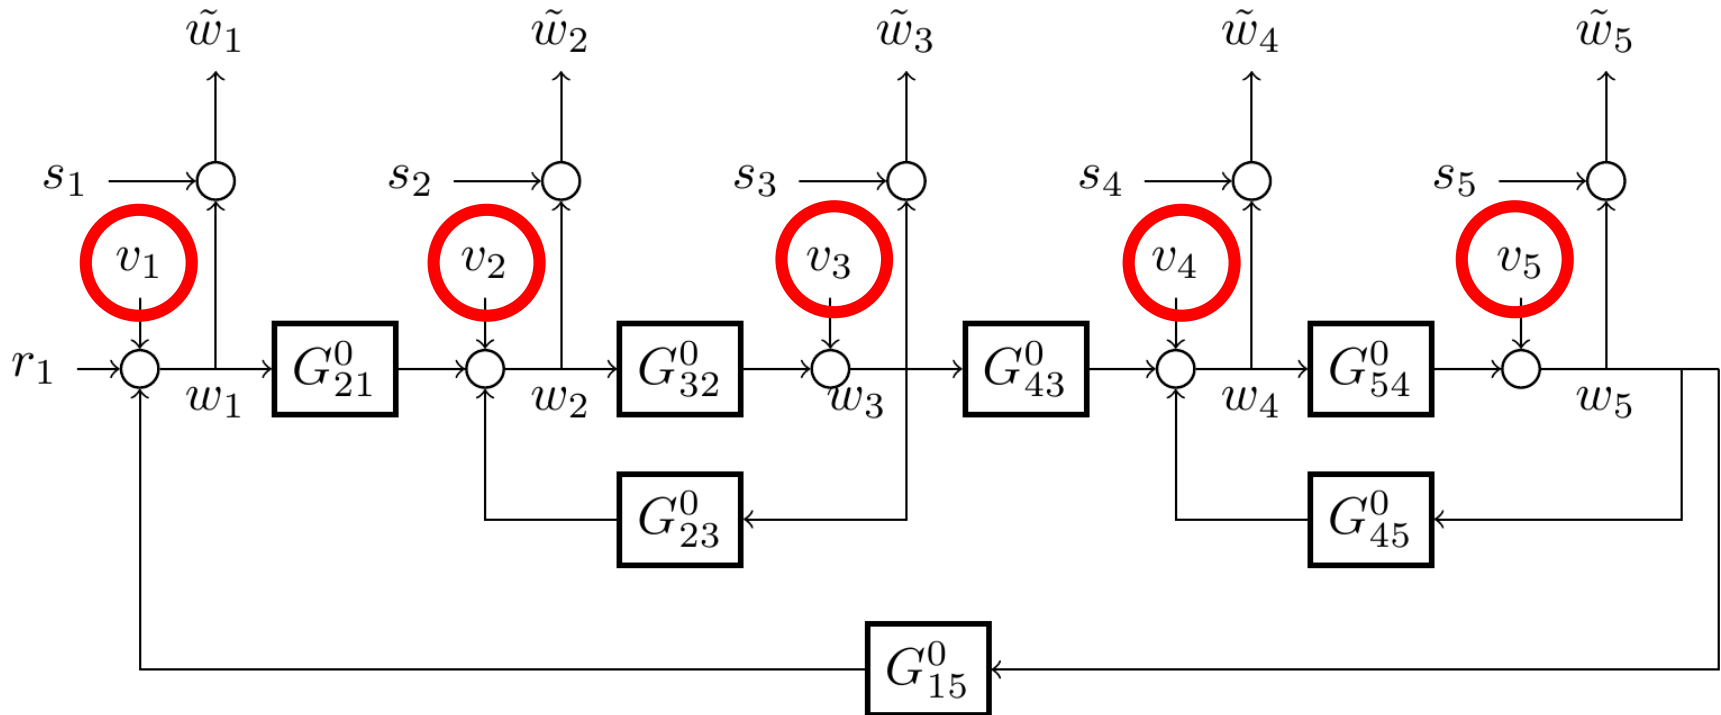 w̃₁ w̃₂ w̃₃ w̃₄ w̃₅
s₁ s₂ s₃ s₄ s₅
v₁ v₂ v₃ v₄ v₅
r₁ G⁰₂₁ G⁰₃₂ G⁰₄₃ G⁰₅₄
w₁ w₂ w₃ w₄ w₅
G⁰₂₃ G⁰₄₅
G⁰₁₅